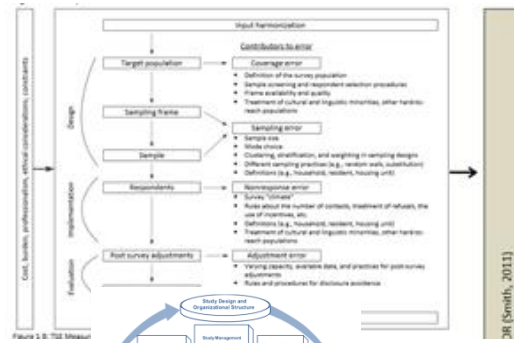 Input harmonization
Contributors to error
Target population
Coverage error
Definition of the survey population
Sample screening and respondent selection procedures
Frame availability and quality
Treatment of cultural and linguistic minorities, other hard-to-reach populations
Sampling frame
Sampling error
Sample size
Mode choice
Clustering, stratification, and weighting in sampling designs
Different sampling practices (e.g., random walk, substitution)
Definitions (e.g., household, resident, housing unit)
Sample
Respondents
Nonresponse error
Survey "climate"
Rules about the number of contacts, treatment of refusals, the
use of incentives, etc.
Definitions (e.g., household, resident, housing unit)
Treatment of cultural and linguistic minorities, other hard-to-
reach populations
Post survey adjustments
Adjustment error
Varying capacity, available data, and practices for post-survey
adjustments
Rules and procedures for disclosure avoidance
Design
Implementation
Evaluation
Cost, burden, professionalism, ethical considerations, constraints
Study Design and
Organizational Structure
Study Management
OR (Smith, 2011)